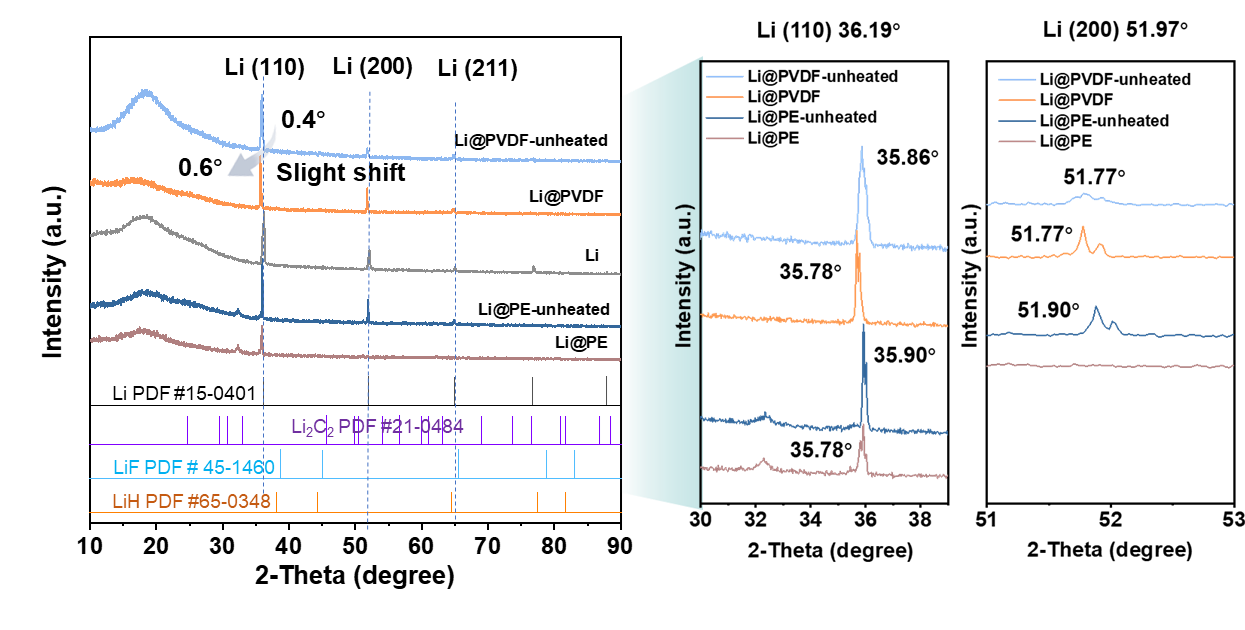 Li (110)
Li (200)
Li (211)
0.4°
0.6°
Slight shift
Li@PVDF-unheated
Li@PVDF
Li
Li@PE-unheated
Li@PE
Li PDF #15-0401
Li₂C₂ PDF #21-0484
LiF PDF # 45-1460
LiH PDF #65-0348
10 20 30 40 50 60 70 80 90
2-Theta (degree)
Intensity (a.u.)
Li (110) 36.19°
Li@PVDF-unheated
Li@PVDF
Li@PE-unheated
Li@PE
35.86°
35.78°
35.90°
35.78°
30 32 34 36 38
2-Theta (degree)
Intensity (a.u.)
Li (200) 51.97°
Li@PVDF-unheated
Li@PVDF
Li@PE-unheated
Li@PE
51.77°
51.77°
51.90°
51 52 53
2-Theta (degree)
Intensity (a.u.)